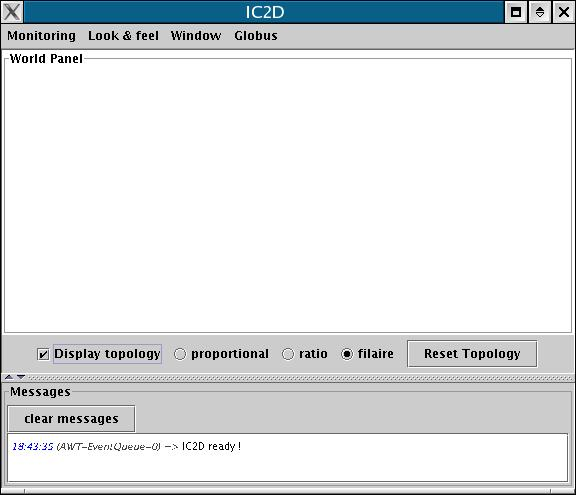 IC2D
Monitoring Look & feel Window Globus
World Panel
Display topology proportional ratio filaire Reset Topology
Messages
clear messages
18:43:35 (AWT-EventQueue-0) -> IC2D ready !